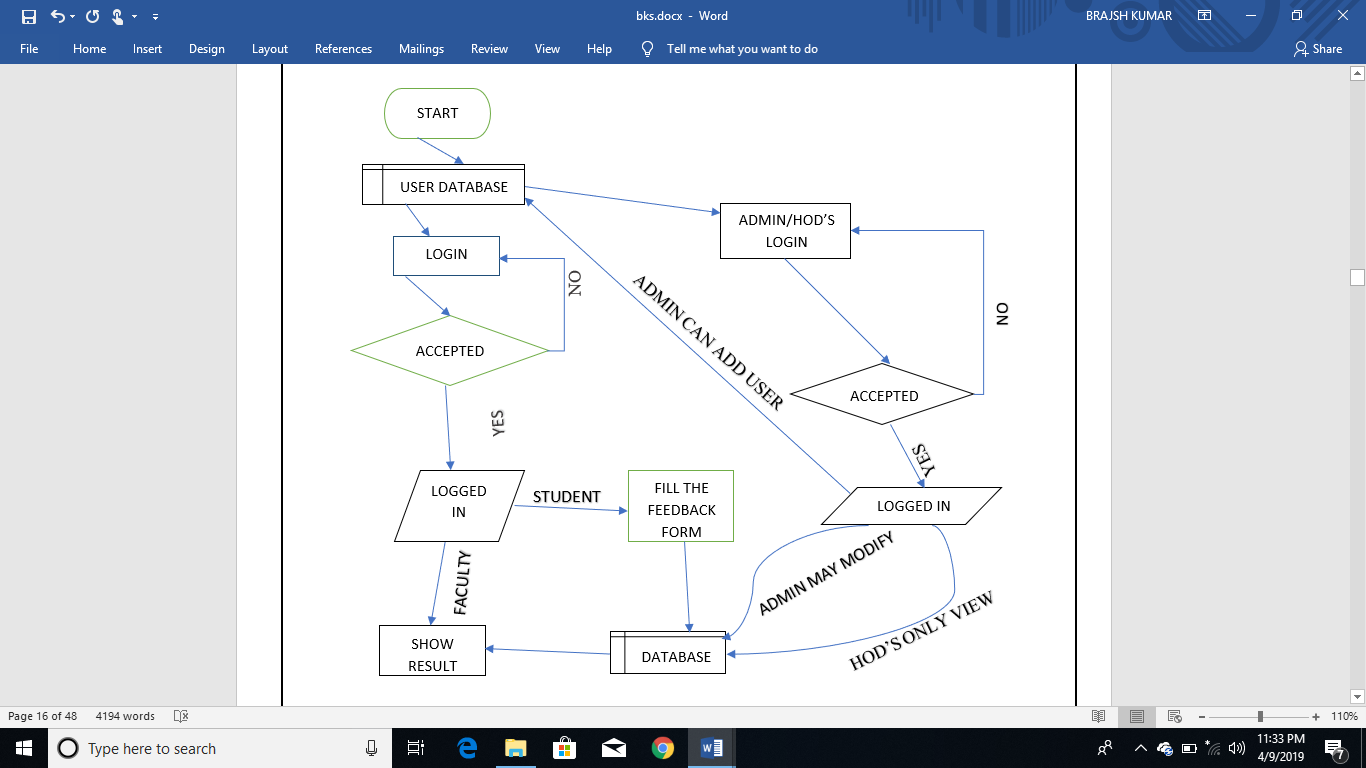 bks.docx - Word
BRAJSH KUMAR
File Home Insert Design Layout References Mailings Review View Help Tell me what you want to do Share
START
USER DATABASE
ADMIN/HOD'S
LOGIN
LOGIN
NO
ADMIN CAN ADD USER
NO
ACCEPTED
ACCEPTED
YES
YES
LOGGED
IN
STUDENT
FILL THE
FEEDBACK
FORM
LOGGED IN
FACULTY
ADMIN MAY MODIFY
HOD'S ONLY VIEW
SHOW
RESULT
DATABASE
Page 16 of 48 4194 words 110%
Type here to search
11:33 PM
4/9/2019
7